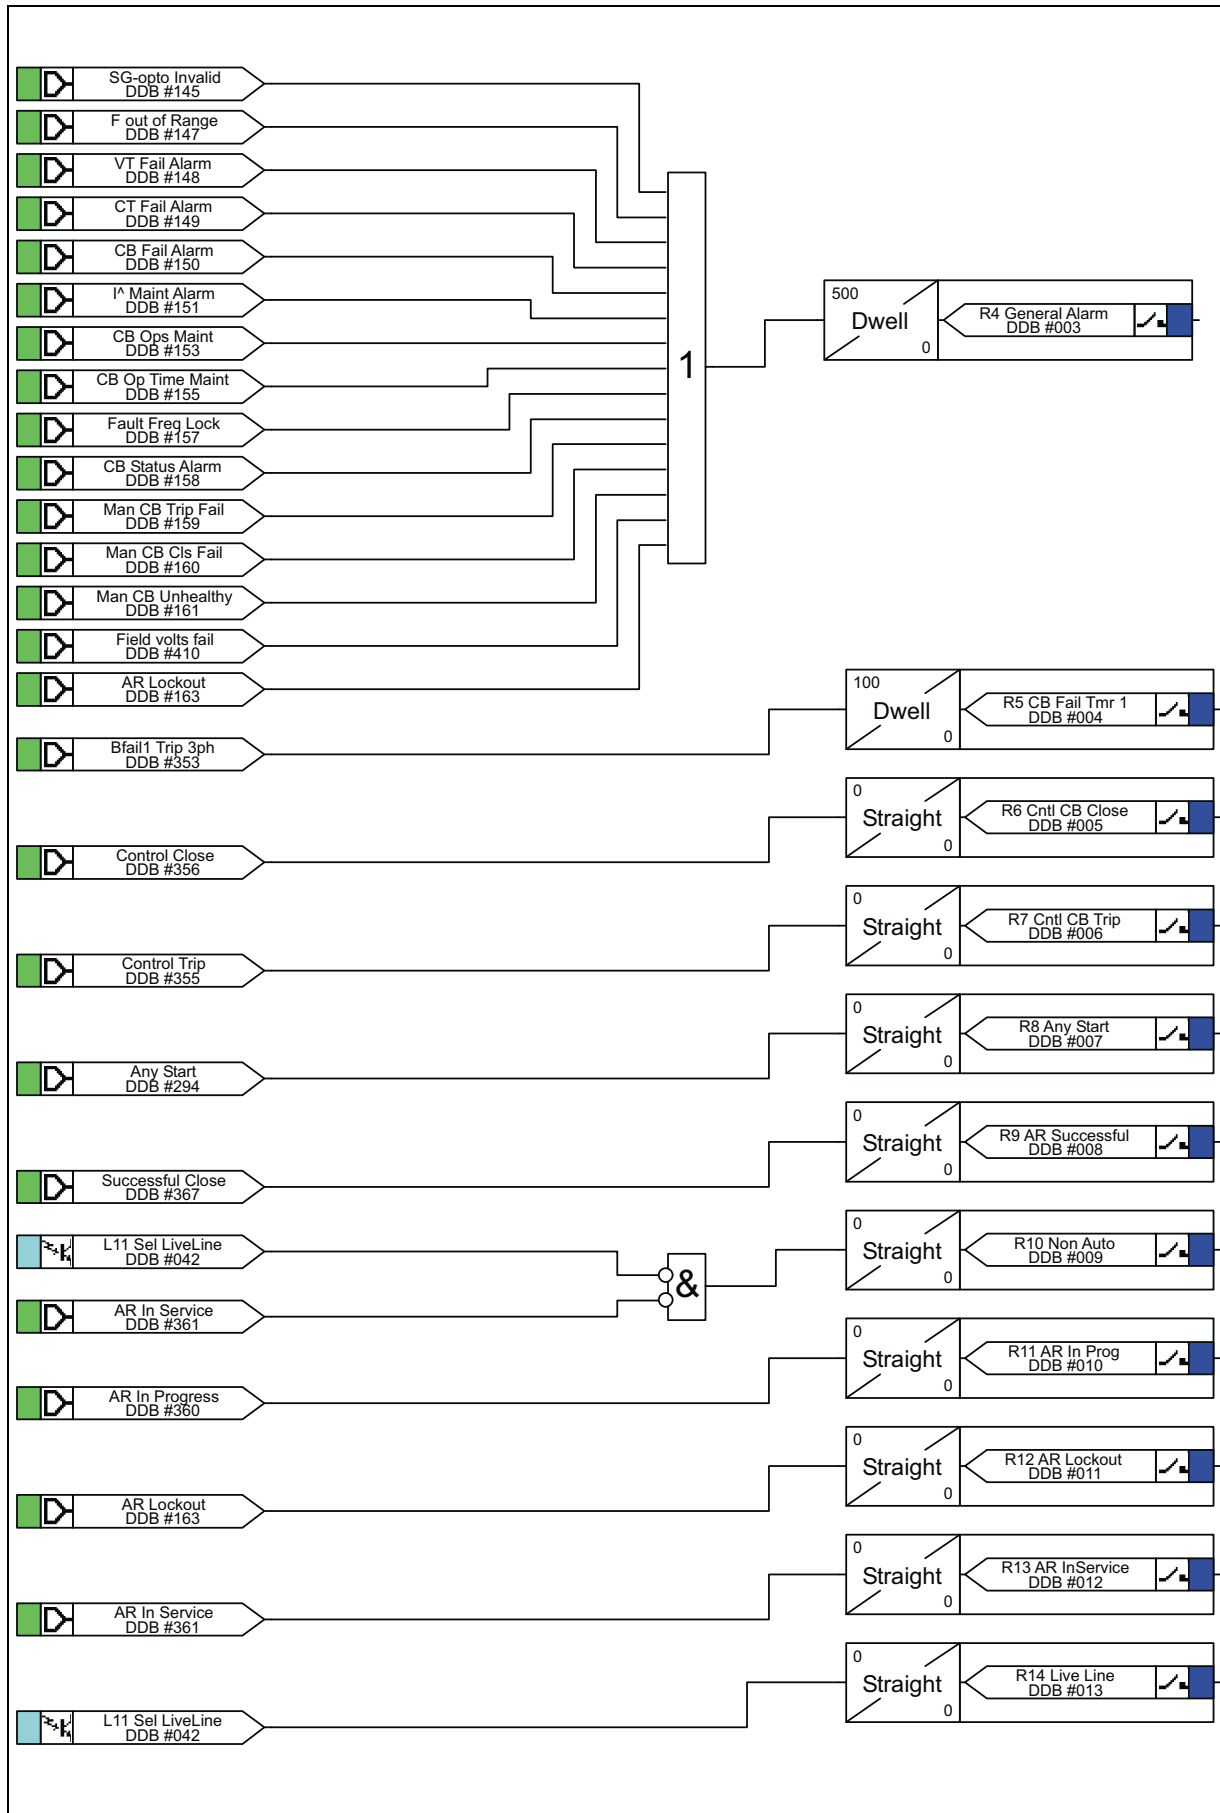 SG-opto Invalid
DDB #145
F out of Range
DDB #147
VT Fail Alarm
DDB #148
CT Fail Alarm
DDB #149
CB Fail Alarm
DDB #150
I^ Maint Alarm
DDB #151
CB Ops Maint
DDB #153
CB Op Time Maint
DDB #155
Fault Freq Lock
DDB #157
CB Status Alarm
DDB #158
Man CB Trip Fail
DDB #159
Man CB Cls Fail
DDB #160
Man CB Unhealthy
DDB #161
Field volts fail
DDB #410
AR Lockout
DDB #163
1
500
Dwell
0
R4 General Alarm
DDB #003
Bfail1 Trip 3ph
DDB #353
100
Dwell
0
R5 CB Fail Tmr 1
DDB #004
Control Close
DDB #356
0
Straight
0
R6 Cntl CB Close
DDB #005
Control Trip
DDB #355
0
Straight
0
R7 Cntl CB Trip
DDB #006
Any Start
DDB #294
0
Straight
0
R8 Any Start
DDB #007
Successful Close
DDB #367
0
Straight
0
R9 AR Successful
DDB #008
L11 Sel LiveLine
DDB #042
AR In Service
DDB #361
&
0
Straight
0
R10 Non Auto
DDB #009
AR In Progress
DDB #360
0
Straight
0
R11 AR In Prog
DDB #010
AR Lockout
DDB #163
0
Straight
0
R12 AR Lockout
DDB #011
AR In Service
DDB #361
0
Straight
0
R13 AR InService
DDB #012
L11 Sel LiveLine
DDB #042
0
Straight
0
R14 Live Line
DDB #013